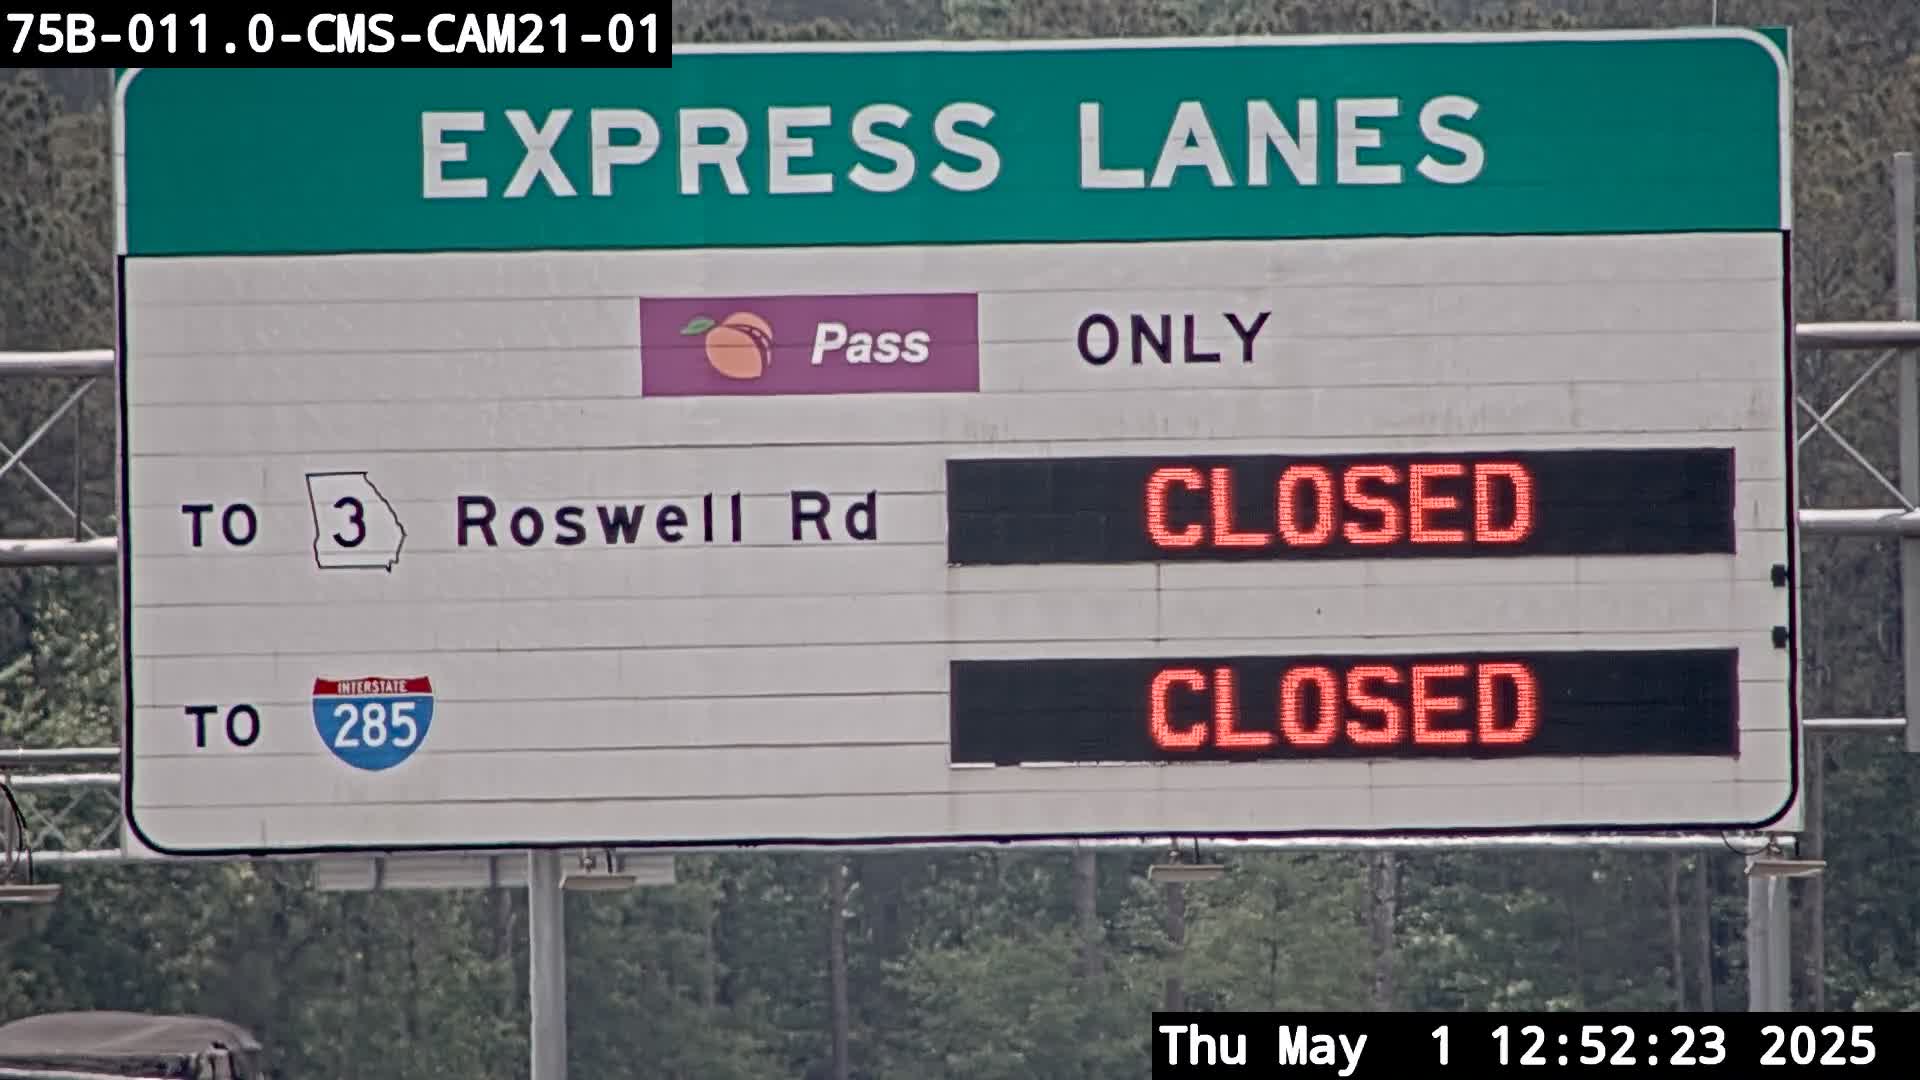 75B-011.0-CMS-CAM21-01
EXPRESS LANES
Pass ONLY
TO 3 Roswell Rd CLOSED
TO INTERSTATE 285 CLOSED
Thu May 1 12:52:23 2025